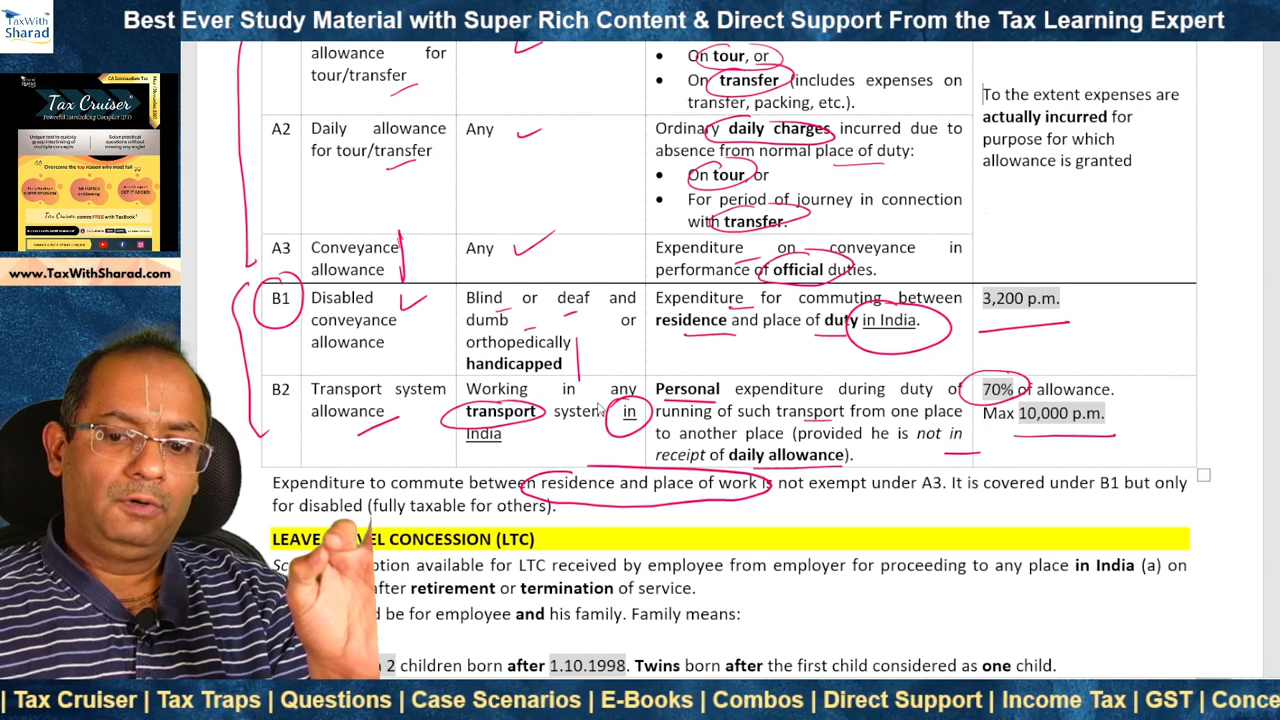 Best Ever Study Material with Super Rich Content & Direct Support From the Tax Learning Expert
TaxWith
Sharad
Tax Cruiser
www.TaxWithSharad.com
allowance for
tour/transfer
• On tour, or
• On transfer (includes expenses on
transfer, packing, etc.).
To the extent expenses are
actually incurred for
purpose for which
allowance is granted
A2
Daily allowance
for tour/transfer
Any
Ordinary daily charges incurred due to
absence from normal place of duty:
• On tour, or
• For period of journey in connection
with transfer.
A3
Conveyance
allowance
Any
Expenditure on conveyance in
performance of official duties.
B1
Disabled
conveyance
allowance
Blind or deaf and
dumb or
orthopedically
handicapped
Expenditure for commuting between
residence and place of duty in India.
3,200 p.m.
B2
Transport system
allowance
Working in any
transport system in
India
Personal expenditure during duty of
running of such transport from one place
to another place (provided he is not in
receipt of daily allowance).
70% of allowance.
Max 10,000 p.m.
Expenditure to commute between residence and place of work is not exempt under A3. It is covered under B1 but only
for disabled (fully taxable for others).
CONCESSION (LTC)
available for LTC received by employee from employer for proceeding to any place in India (a) on
after retirement or termination of service.
be for employee and his family. Family means:
2 children born after 1.10.1998. Twins born after the first child considered as one child.
| Tax Cruiser | Tax Traps | Questions | Case Scenarios | E-Books | Combos | Direct Support | Income Tax | GST | Conce